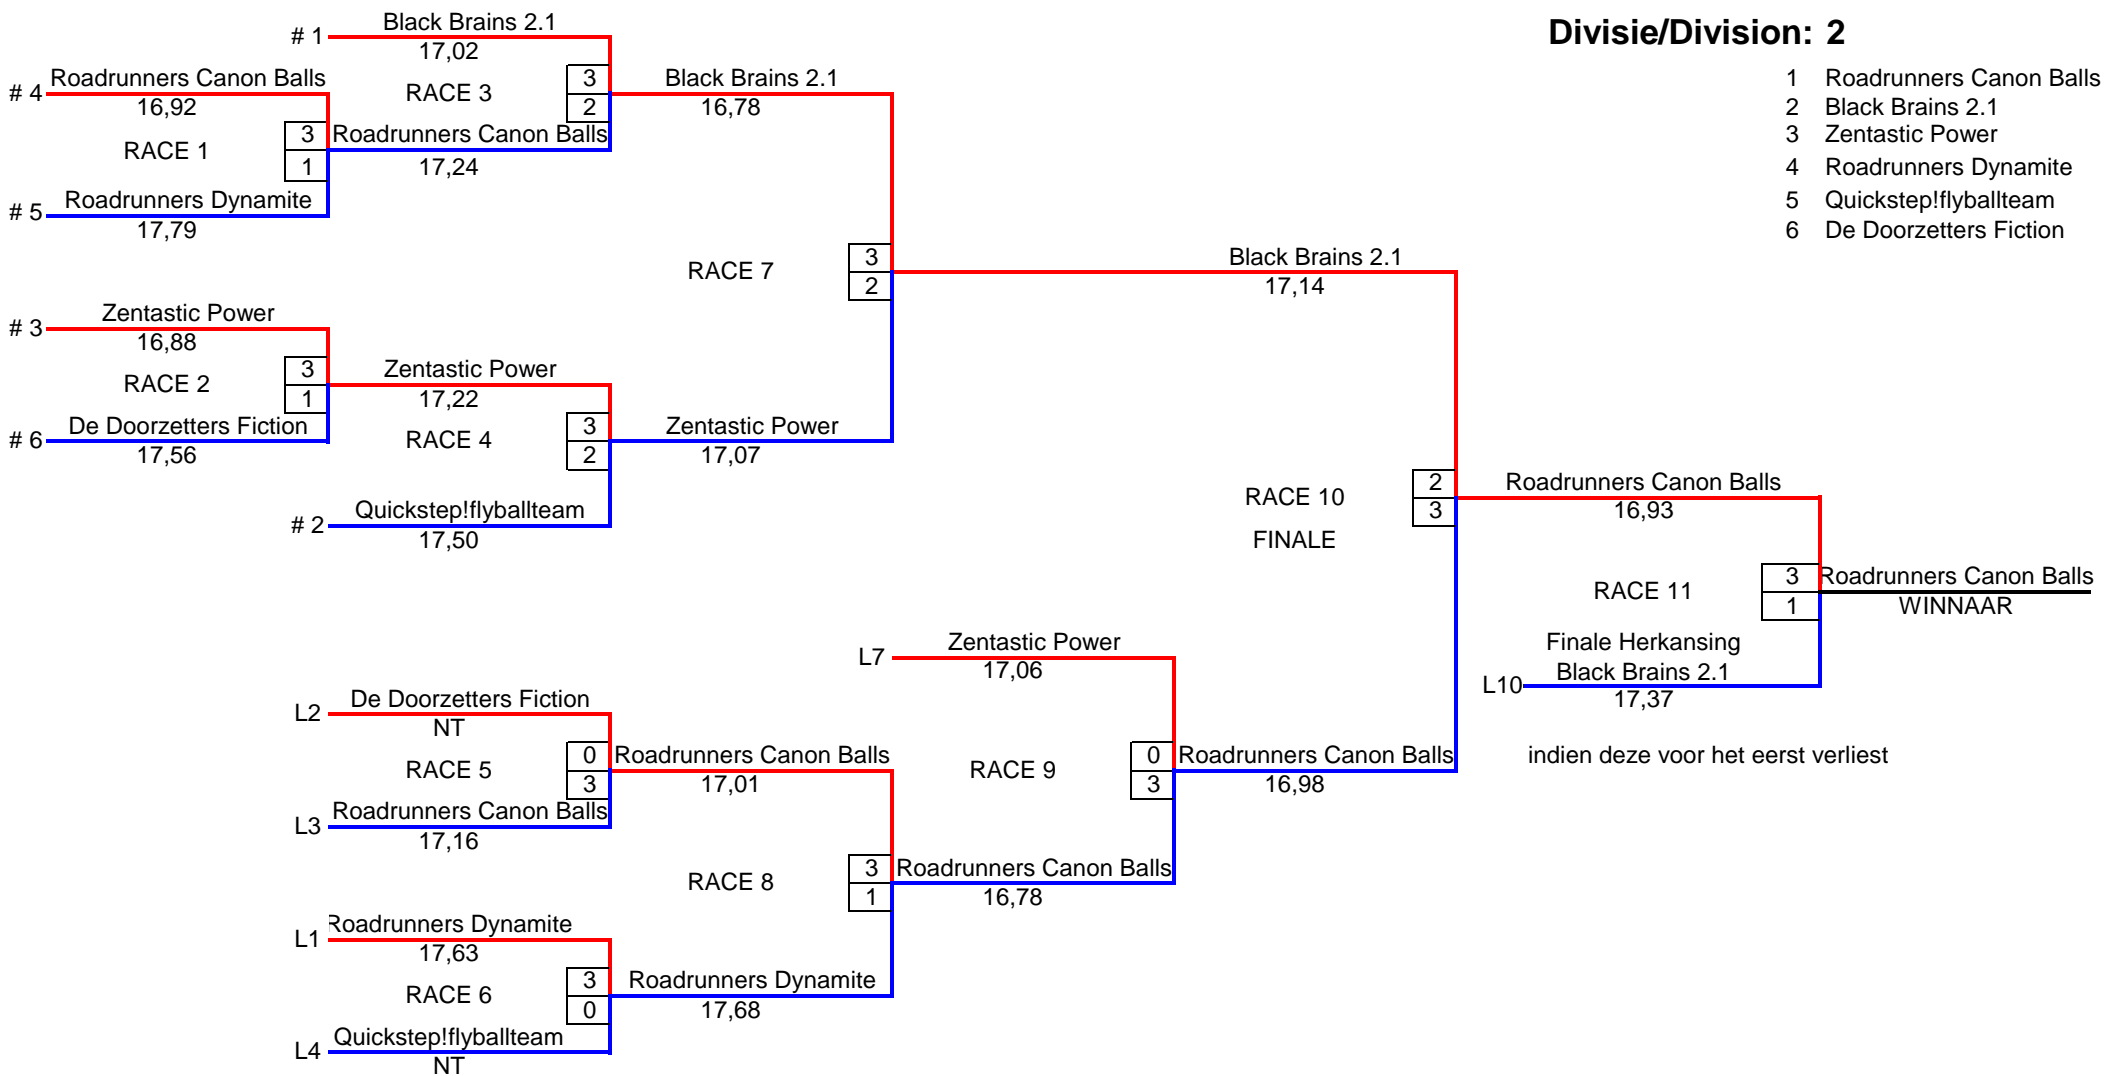 Divisie/Division: 2
1 Roadrunners Canon Balls
2 Black Brains 2.1
3 Zentastic Power
4 Roadrunners Dynamite
5 Quickstep!flyballteam
6 De Doorzetters Fiction
# 1 Black Brains 2.1
17,02
# 4 Roadrunners Canon Balls
16,92
RACE 1
3
1
# 5 Roadrunners Dynamite
17,79
RACE 3
3
2
Roadrunners Canon Balls
17,24
Black Brains 2.1
16,78
# 3 Zentastic Power
16,88
RACE 2
3
1
# 6 De Doorzetters Fiction
17,56
Zentastic Power
17,22
RACE 4
3
2
# 2 Quickstep!flyballteam
17,50
Zentastic Power
17,07
RACE 7
3
2
Black Brains 2.1
17,14
L2 De Doorzetters Fiction
NT
RACE 5
0
3
L3 Roadrunners Canon Balls
17,16
Roadrunners Canon Balls
17,01
L1 Roadrunners Dynamite
17,63
RACE 6
3
0
L4 Quickstep!flyballteam
NT
Roadrunners Dynamite
17,68
RACE 8
3
1
Roadrunners Canon Balls
16,78
L7 Zentastic Power
17,06
RACE 9
0
3
Roadrunners Canon Balls
16,98
RACE 10
FINALE
2
3
Roadrunners Canon Balls
16,93
RACE 11
3
1
Roadrunners Canon Balls
WINNAAR
Finale Herkansing
L10 Black Brains 2.1
17,37
indien deze voor het eerst verliest